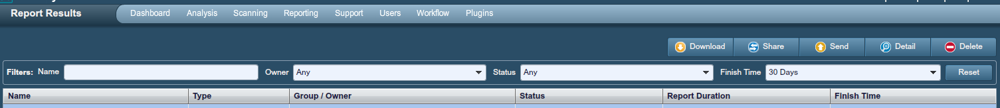 Report Results Dashboard Analysis Scanning Reporting Support Users Workflow Plugins
Download Share Send Detail Delete
Filters: Name Owner Any Status Any Finish Time 30 Days Reset
Name Type Group / Owner Status Report Duration Finish Time